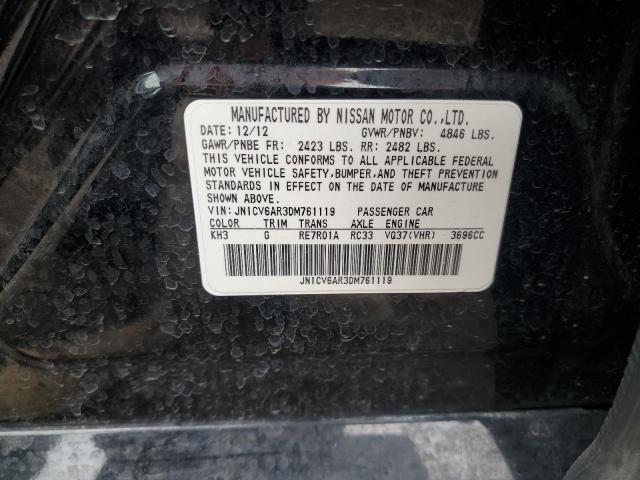 MANUFACTURED BY NISSAN MOTOR CO.,LTD.
DATE: 12/12 GVWR/PNBV: 4846 LBS.
GAWR/PNBE FR: 2423 LBS. RR: 2482 LBS.
THIS VEHICLE CONFORMS TO ALL APPLICABLE FEDERAL
MOTOR VEHICLE SAFETY,BUMPER,AND THEFT PREVENTION
STANDARDS IN EFFECT ON THE DATE OF MANUFACTURE
SHOWN ABOVE.
VIN: JN1CV6AR3DM761119 PASSENGER CAR
COLOR TRIM TRANS AXLE ENGINE
KH3 G RE7R01A RC33 VQ37(VHR) 3696CC
JN1CV6AR3DM761119